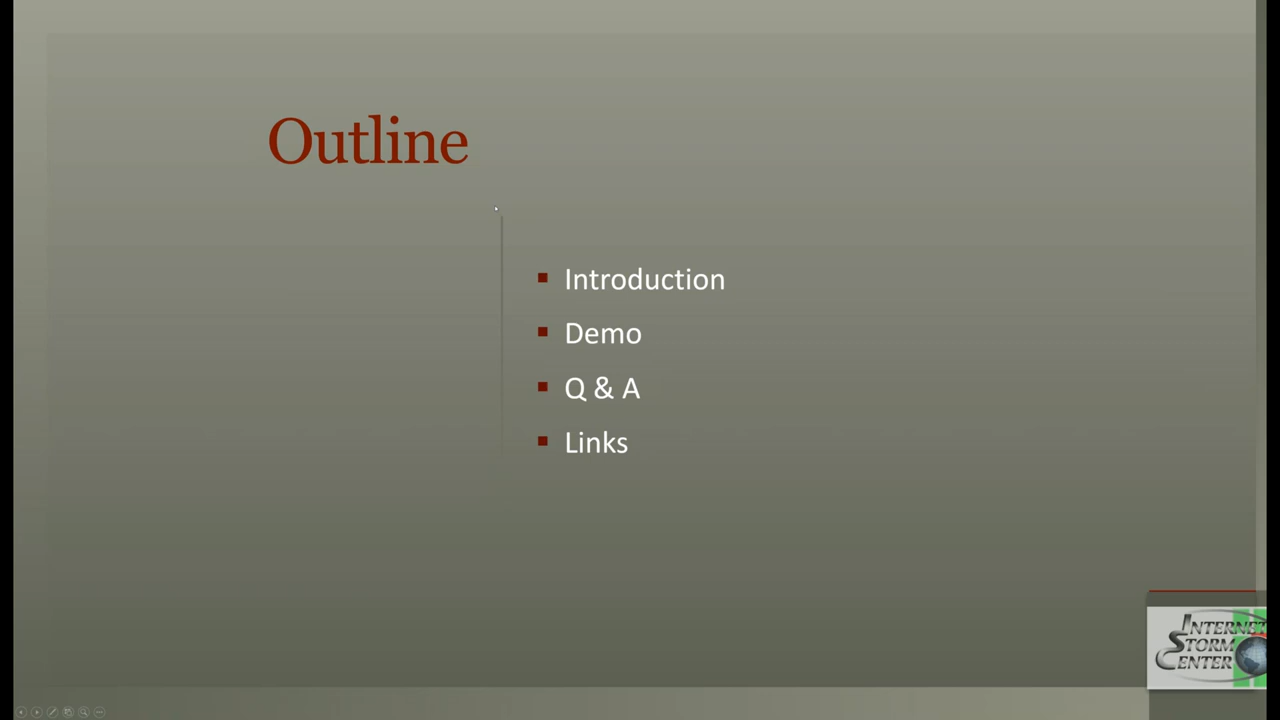 Outline
Introduction
Demo
Q & A
Links
INTERNET
STORM
CENTER